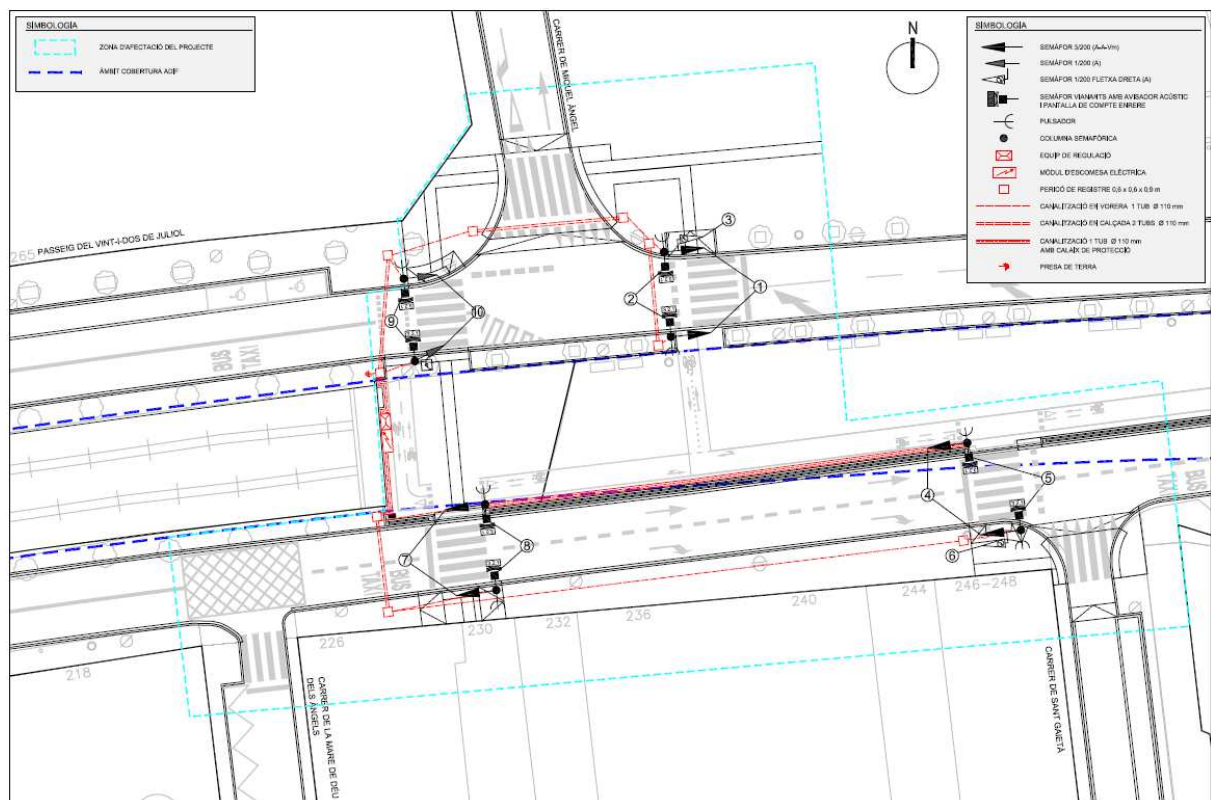 SIMBOLOGÍA
ZONA D'AFECTACIÓ DEL PROJECTE
ÀMBIT COBERTURA ADIF
N
SIMBOLOGÍA
SEMÀFOR 3/200
SEMÀFOR 1/200 (A)
SEMÀFOR 1/200 FLETXA DRETA (A)
SEMÀFOR VIANANTS AMB AVISADOR ACÚSTIC
I PANTALLA DE COMPTE ENRERE
PULSADOR
COLUMNA SEMAFÒRICA
EQUIP DE REGULACIÓ
MÒDUL D'ESCOMESA ELÈCTRICA
PERICÓ DE REGISTRE 0,6 x 0,6 x 0,9 m
CANALITZACIÓ EN VORERA 1 TUB Ø 110 mm
CANALITZACIÓ EN CALÇADA 2 TUBS Ø 110 mm
CANALITZACIÓ 1 TUB Ø 110 mm
AMB CALAIX DE PROTECCIÓ
PRESA DE TERRA
CARRER DE MIQUEL ÀNGEL
265
PASSEIG DEL VINT-I-DOS DE JULIOL
3
1
2
10
9
BUS
TAXI
4
5
BUS
TAXI
7
8
6
BUS
TAXI
218
226
230
232
236
240
244
246-248
CARRER DE LA MARE DE DEU
DELS ÀNGELS
CARRER DE SANT GAIETÀ